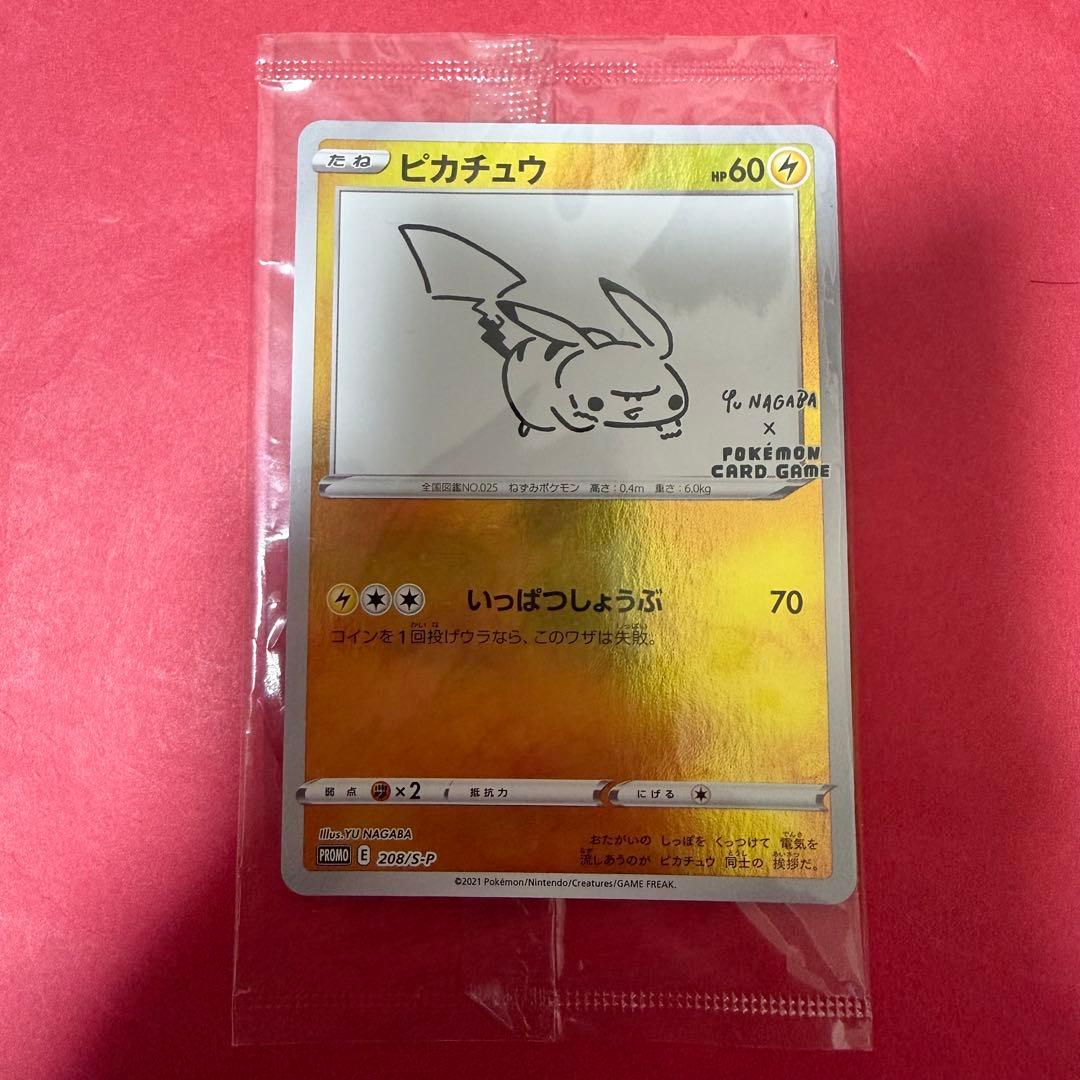 たね ピカチュウ HP60
YU NAGABA
×
POKÉMON
CARD GAME
全国図鑑NO.025 ねずみポケモン 高さ:0.4m 重さ:6.0kg
いっぱつしょうぶ 70
コインを1回投げウラなら、このワザは失敗。
弱点 ×2 抵抗力 にげる
Illus.YU NAGABA
PROMO E 208/S-P
おたがいの しっぽを くっつけて 電気を
流しあうのが ピカチュウ 同士の 挨拶だ。
©2021 Pokémon/Nintendo/Creatures/GAME FREAK.